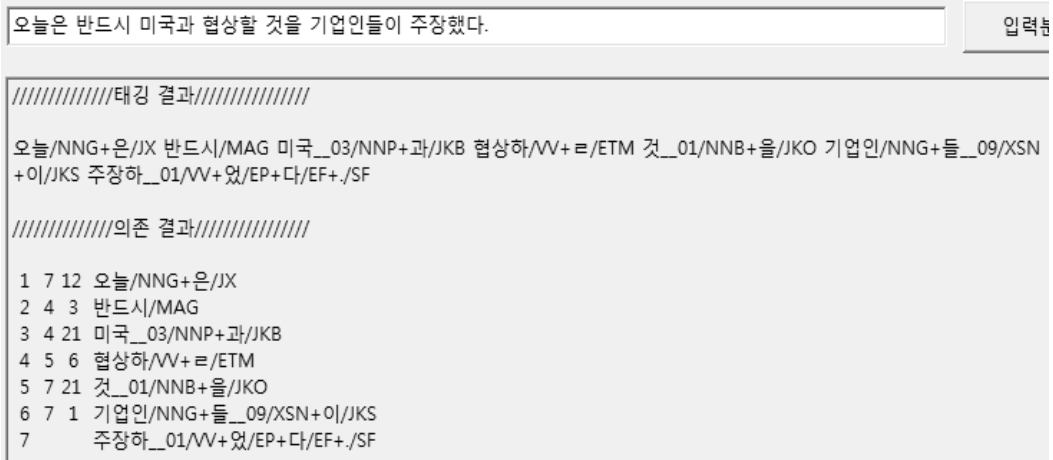 오늘은 반드시 미국과 협상할 것을 기업인들이 주장했다.
입력분
//////////////태깅 결과////////////////
오늘/NNG+은/JX 반드시/MAG 미국__03/NNP+과/JKB 협상하/VV+ㄹ/ETM 것__01/NNB+을/JKO 기업인/NNG+들__09/XSN
+이/JKS 주장하__01/VV+었/EP+다/EF+./SF
//////////////의존 결과////////////////
1 7 12 오늘/NNG+은/JX
2 4 3 반드시/MAG
3 4 21 미국__03/NNP+과/JKB
4 5 6 협상하/VV+ㄹ/ETM
5 7 21 것__01/NNB+을/JKO
6 7 1 기업인/NNG+들__09/XSN+이/JKS
7 주장하__01/VV+었/EP+다/EF+./SF